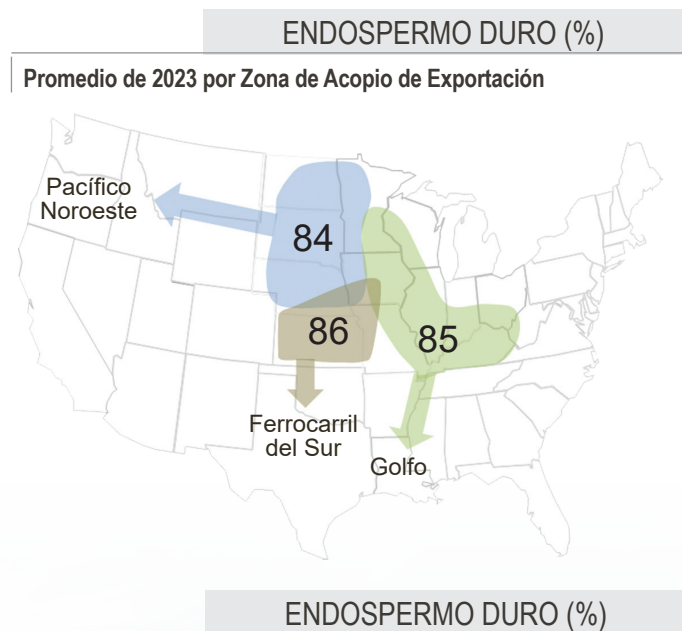 ENDOSPERMO DURO (%)
Promedio de 2023 por Zona de Acopio de Exportación
Pacífico
Noroeste
84
86
85
Ferrocarril
del Sur
Golfo
ENDOSPERMO DURO (%)